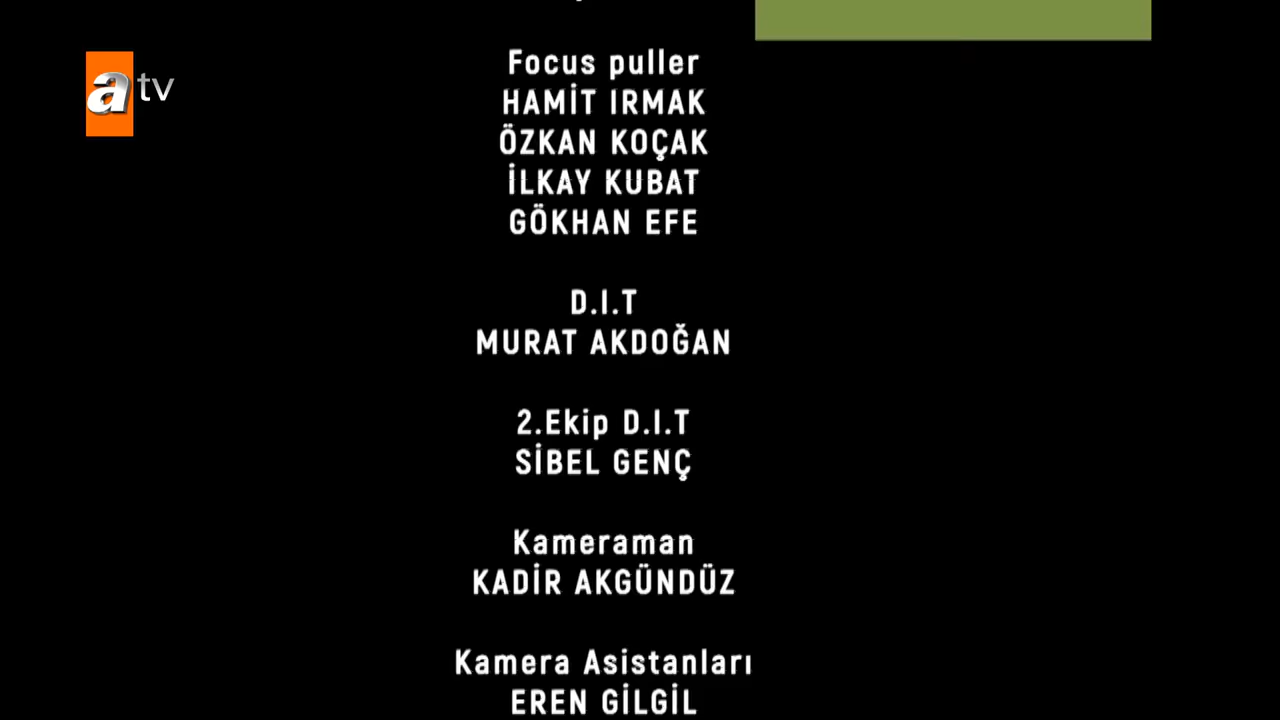 atv
Focus puller
HAMİT IRMAK
ÖZKAN KOÇAK
İLKAY KUBAT
GÖKHAN EFE
D.I.T
MURAT AKDOĞAN
2.Ekip D.I.T
SİBEL GENÇ
Kameraman
KADİR AKGÜNDÜZ
Kamera Asistanları
EREN GİLGİL